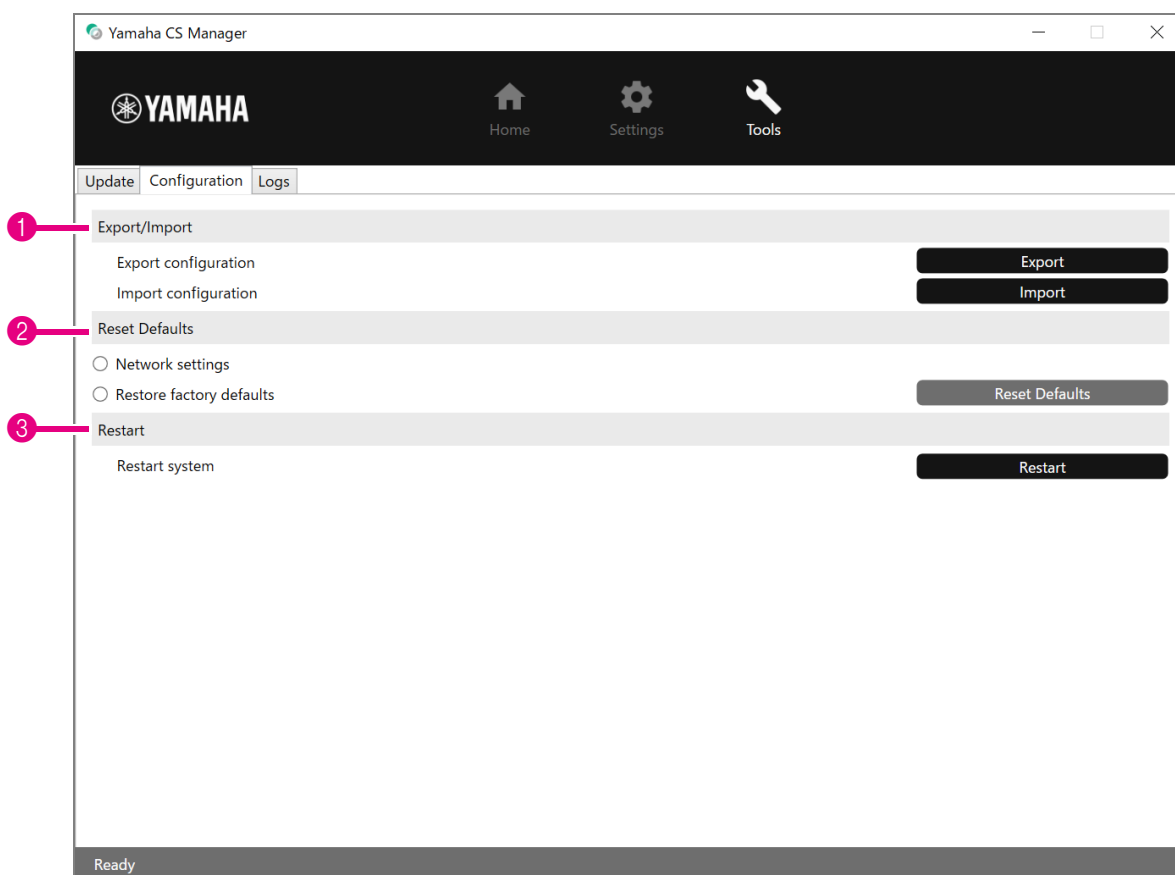 Yamaha CS Manager
YAMAHA
Home Settings Tools
Update Configuration Logs
1 Export/Import
Export configuration Export
Import configuration Import
2 Reset Defaults
Network settings
Restore factory defaults Reset Defaults
3 Restart
Restart system Restart
Ready